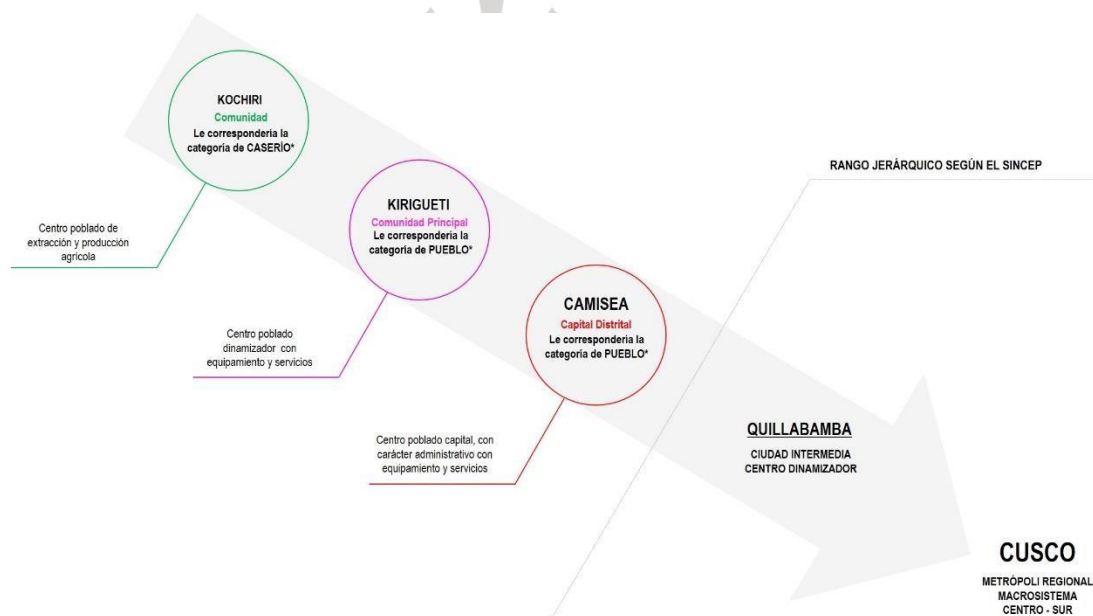 KOCHIRI
Comunidad
Le correspondería la
categoría de CASERÍO*
Centro poblado de
extracción y producción
agrícola
KIRIGUETI
Comunidad Principal
Le correspondería la
categoría de PUEBLO*
Centro poblado
dinamizador con
equipamiento y servicios
CAMISEA
Capital Distrital
Le correspondería la
categoría de PUEBLO*
Centro poblado capital, con
carácter administrativo con
equipamiento y servicios
RANGO JERÁRQUICO SEGÚN EL SINCEP
QUILLABAMBA
CIUDAD INTERMEDIA
CENTRO DINAMIZADOR
CUSCO
METRÓPOLI REGIONAL
MACROSISTEMA
CENTRO - SUR